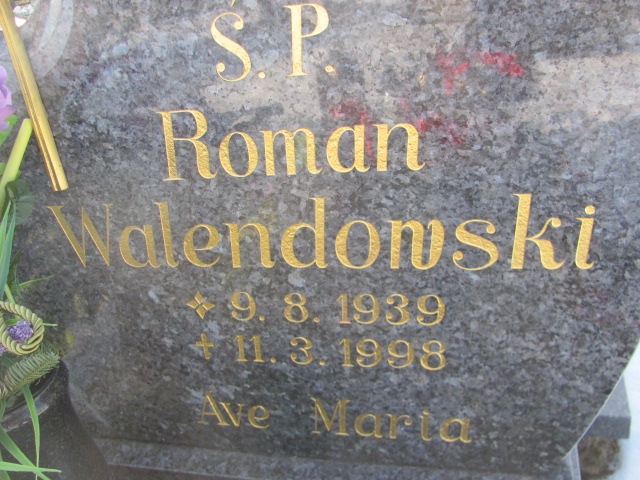 Ś.P.
Roman
Walendowski
✧ 9. 8. 1939
✝ 11. 3. 1998
Ave Maria